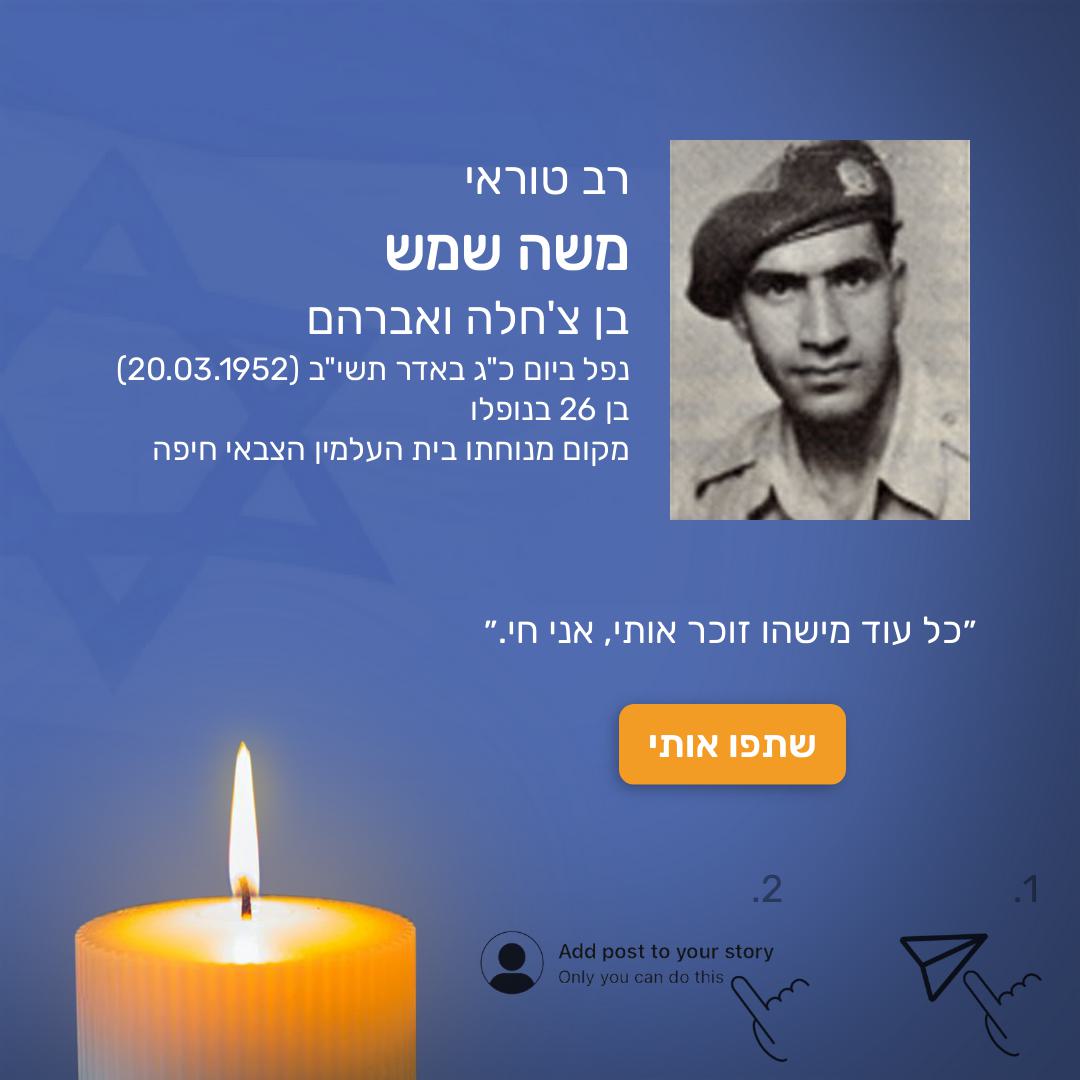 רב טוראי
משה שמש
בן צ'חלה ואברהם
נפל ביום כ"ג באדר תשי"ב (20.03.1952)
בן 26 בנופלו
מקום מנוחתו בית העלמין הצבאי חיפה
״כל עוד מישהו זוכר אותי, אני חי.״
שתפו אותי
1.
2.
Add post to your story
Only you can do this